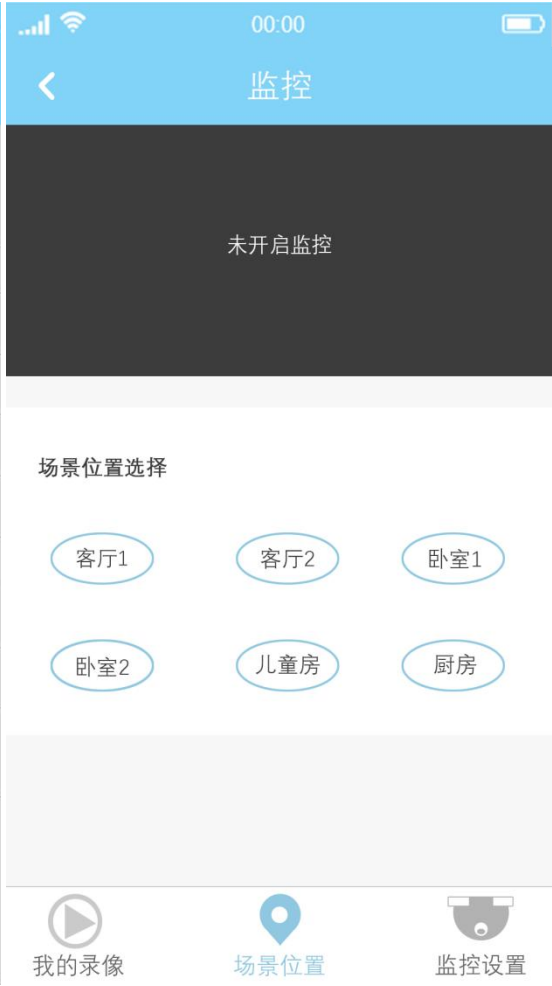 00:00
监控
未开启监控
场景位置选择
客厅1 客厅2 卧室1
卧室2 儿童房 厨房
我的录像 场景位置 监控设置